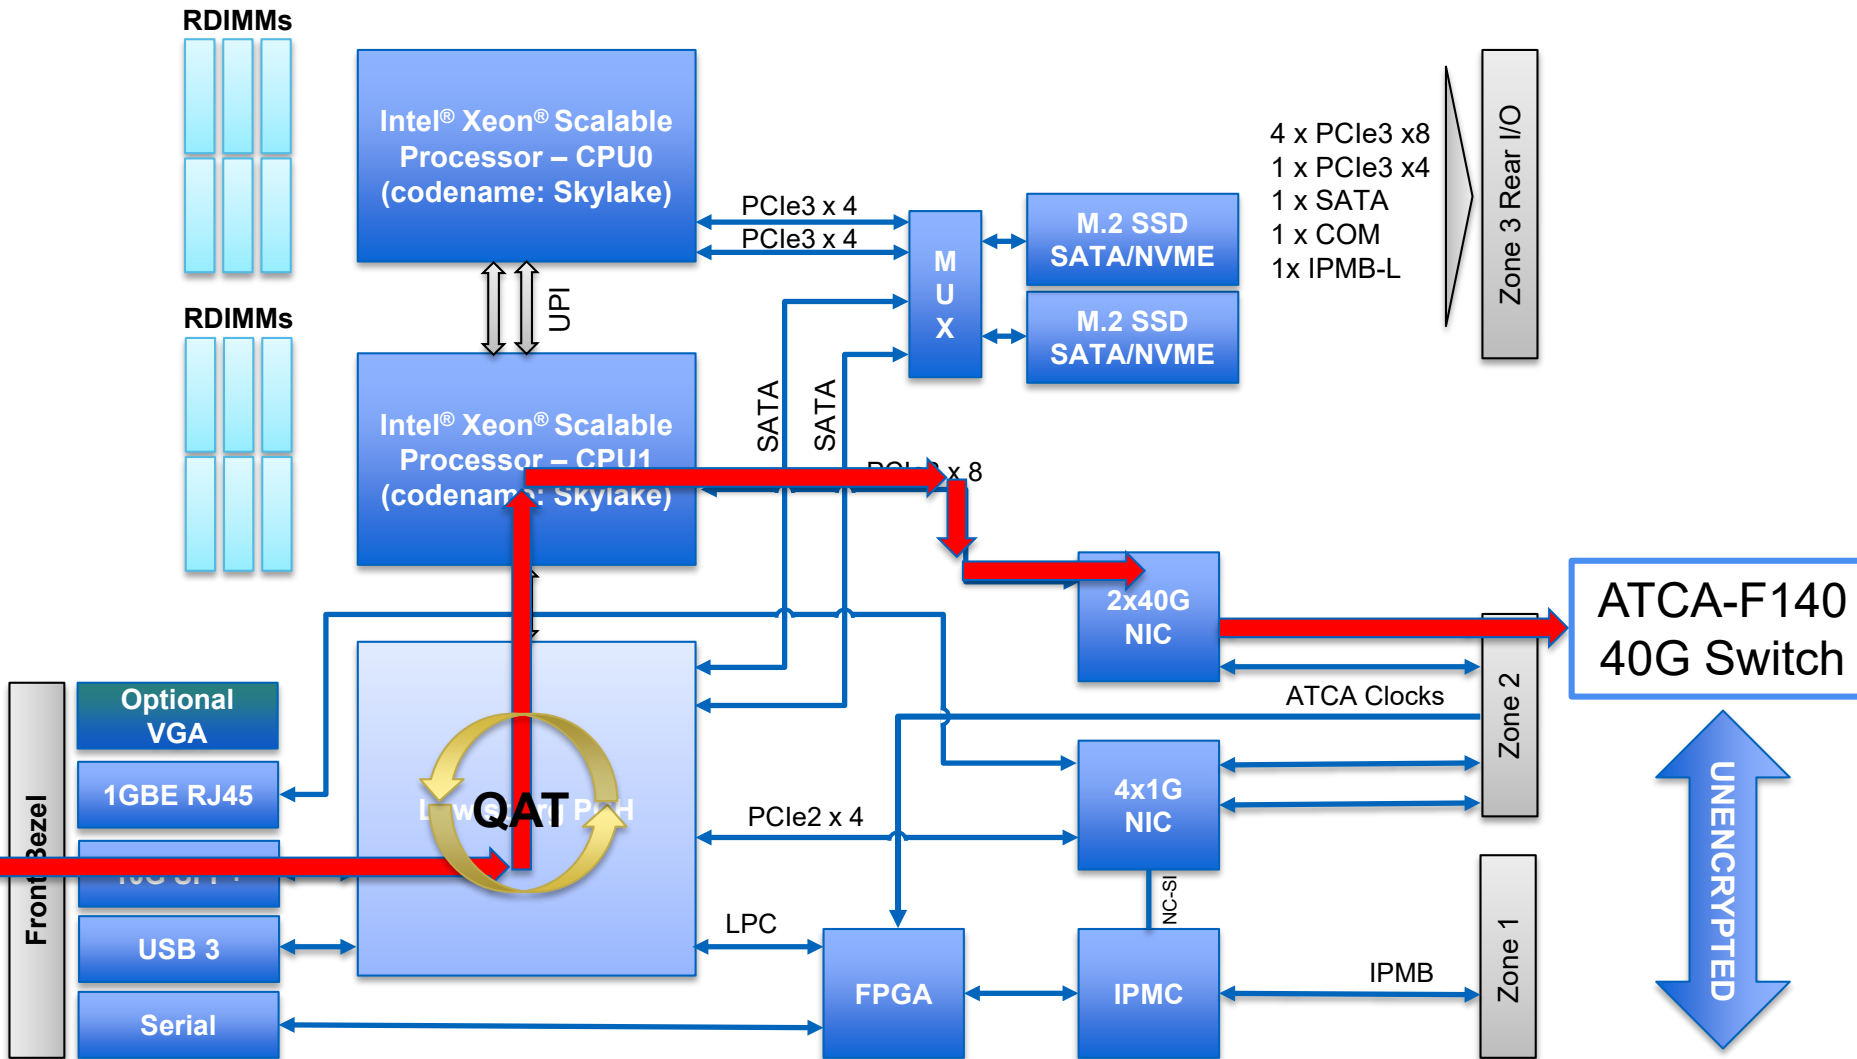 RDIMMs
Intel® Xeon® Scalable
Processor – CPU0
(codename: Skylake)
4 x PCIe3 x8
1 x PCIe3 x4
1 x SATA
1 x COM
1x IPMB-L
Zone 3 Rear I/O
PCIe3 x 4
PCIe3 x 4
M
U
X
M.2 SSD
SATA/NVME
M.2 SSD
SATA/NVME
UPI
RDIMMs
Intel® Xeon® Scalable
Processor – CPU1
(codename: Skylake)
SATA
SATA
x 8
2x40G
NIC
ATCA-F140
40G Switch
Zone 2
ATCA Clocks
Optional
VGA
1GBE RJ45
Front Bezel
QAT
PCIe2 x 4
4x1G
NIC
NC-SI
UNENCRYPTED
USB 3
LPC
Serial
FPGA
IPMC
IPMB
Zone 1